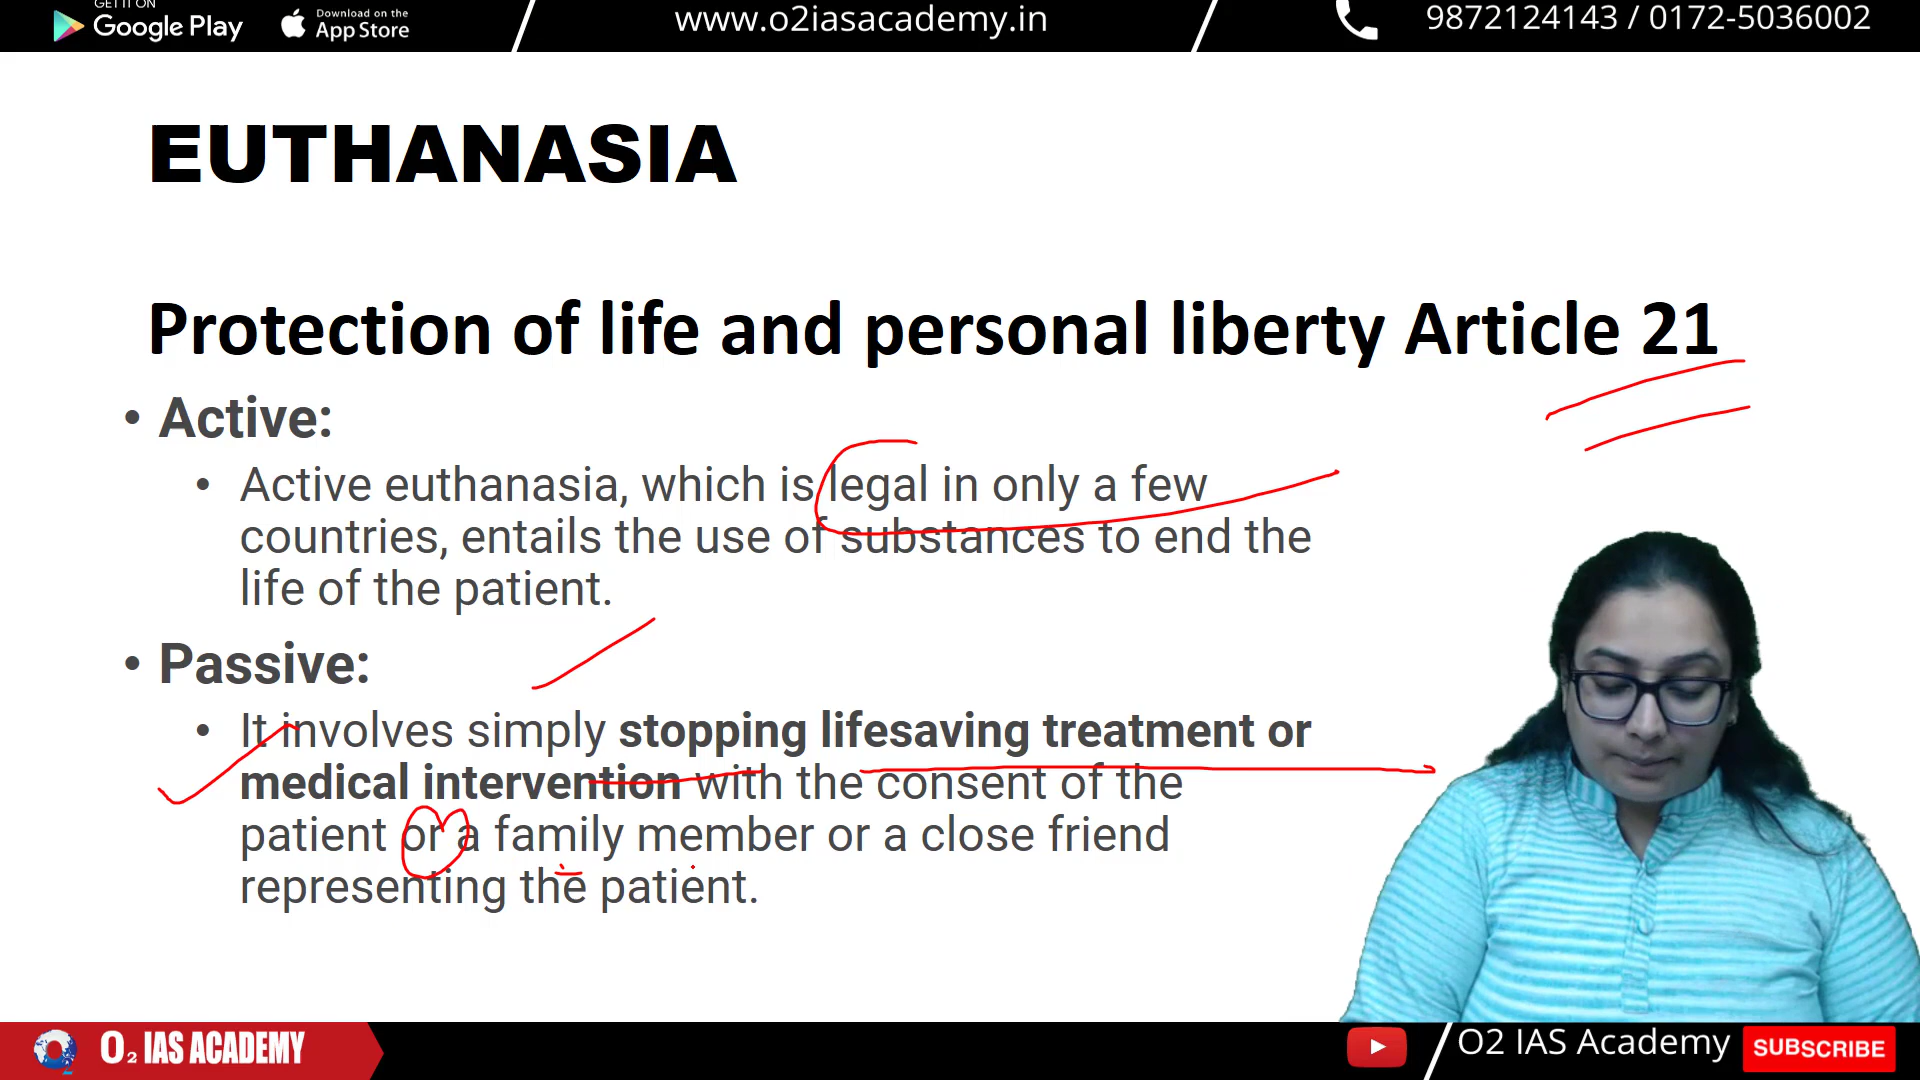 GET IT ON
Google Play
Download on the
App Store
www.o2iasacademy.in
9872124143 / 0172-5036002
EUTHANASIA
Protection of life and personal liberty Article 21
• Active:
• Active euthanasia, which is legal in only a few
countries, entails the use of substances to end the
life of the patient.
• Passive:
• It involves simply stopping lifesaving treatment or
medical intervention with the consent of the
patient or a family member or a close friend
representing the patient.
O2 IAS ACADEMY
O2 IAS Academy
SUBSCRIBE